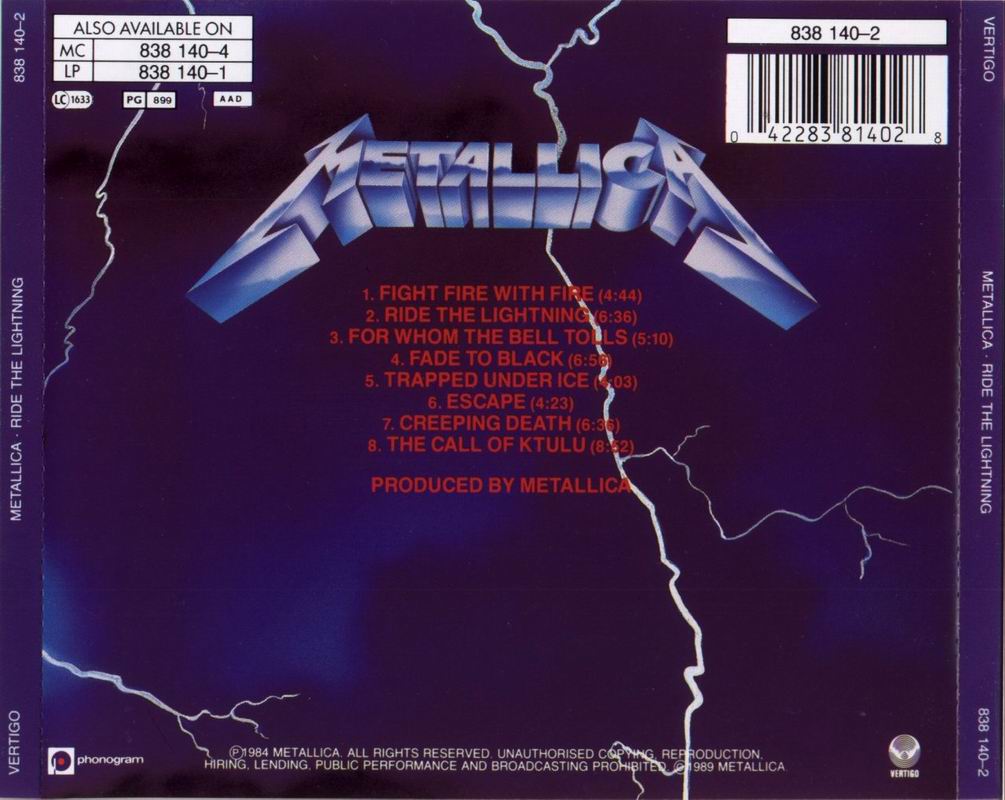 838 140–2
METALLICA · RIDE THE LIGHTNING
VERTIGO
ALSO AVAILABLE ON
MC 838 140–4
LP 838 140–1
LC 1633 PG 899 AAD
838 140–2
0 42283 81402 8
METALLICA
1. FIGHT FIRE WITH FIRE (4:44)
2. RIDE THE LIGHTNING (6:36)
3. FOR WHOM THE BELL TOLLS (5:10)
4. FADE TO BLACK (6:56)
5. TRAPPED UNDER ICE (4:03)
6. ESCAPE (4:23)
7. CREEPING DEATH (6:36)
8. THE CALL OF KTULU (8:52)
PRODUCED BY METALLICA
phonogram
Ⓟ1984 METALLICA. ALL RIGHTS RESERVED. UNAUTHORISED COPYING, REPRODUCTION,
HIRING, LENDING, PUBLIC PERFORMANCE AND BROADCASTING PROHIBITED. ©1989 METALLICA.
VERTIGO
VERTIGO
METALLICA · RIDE THE LIGHTNING
838 140–2